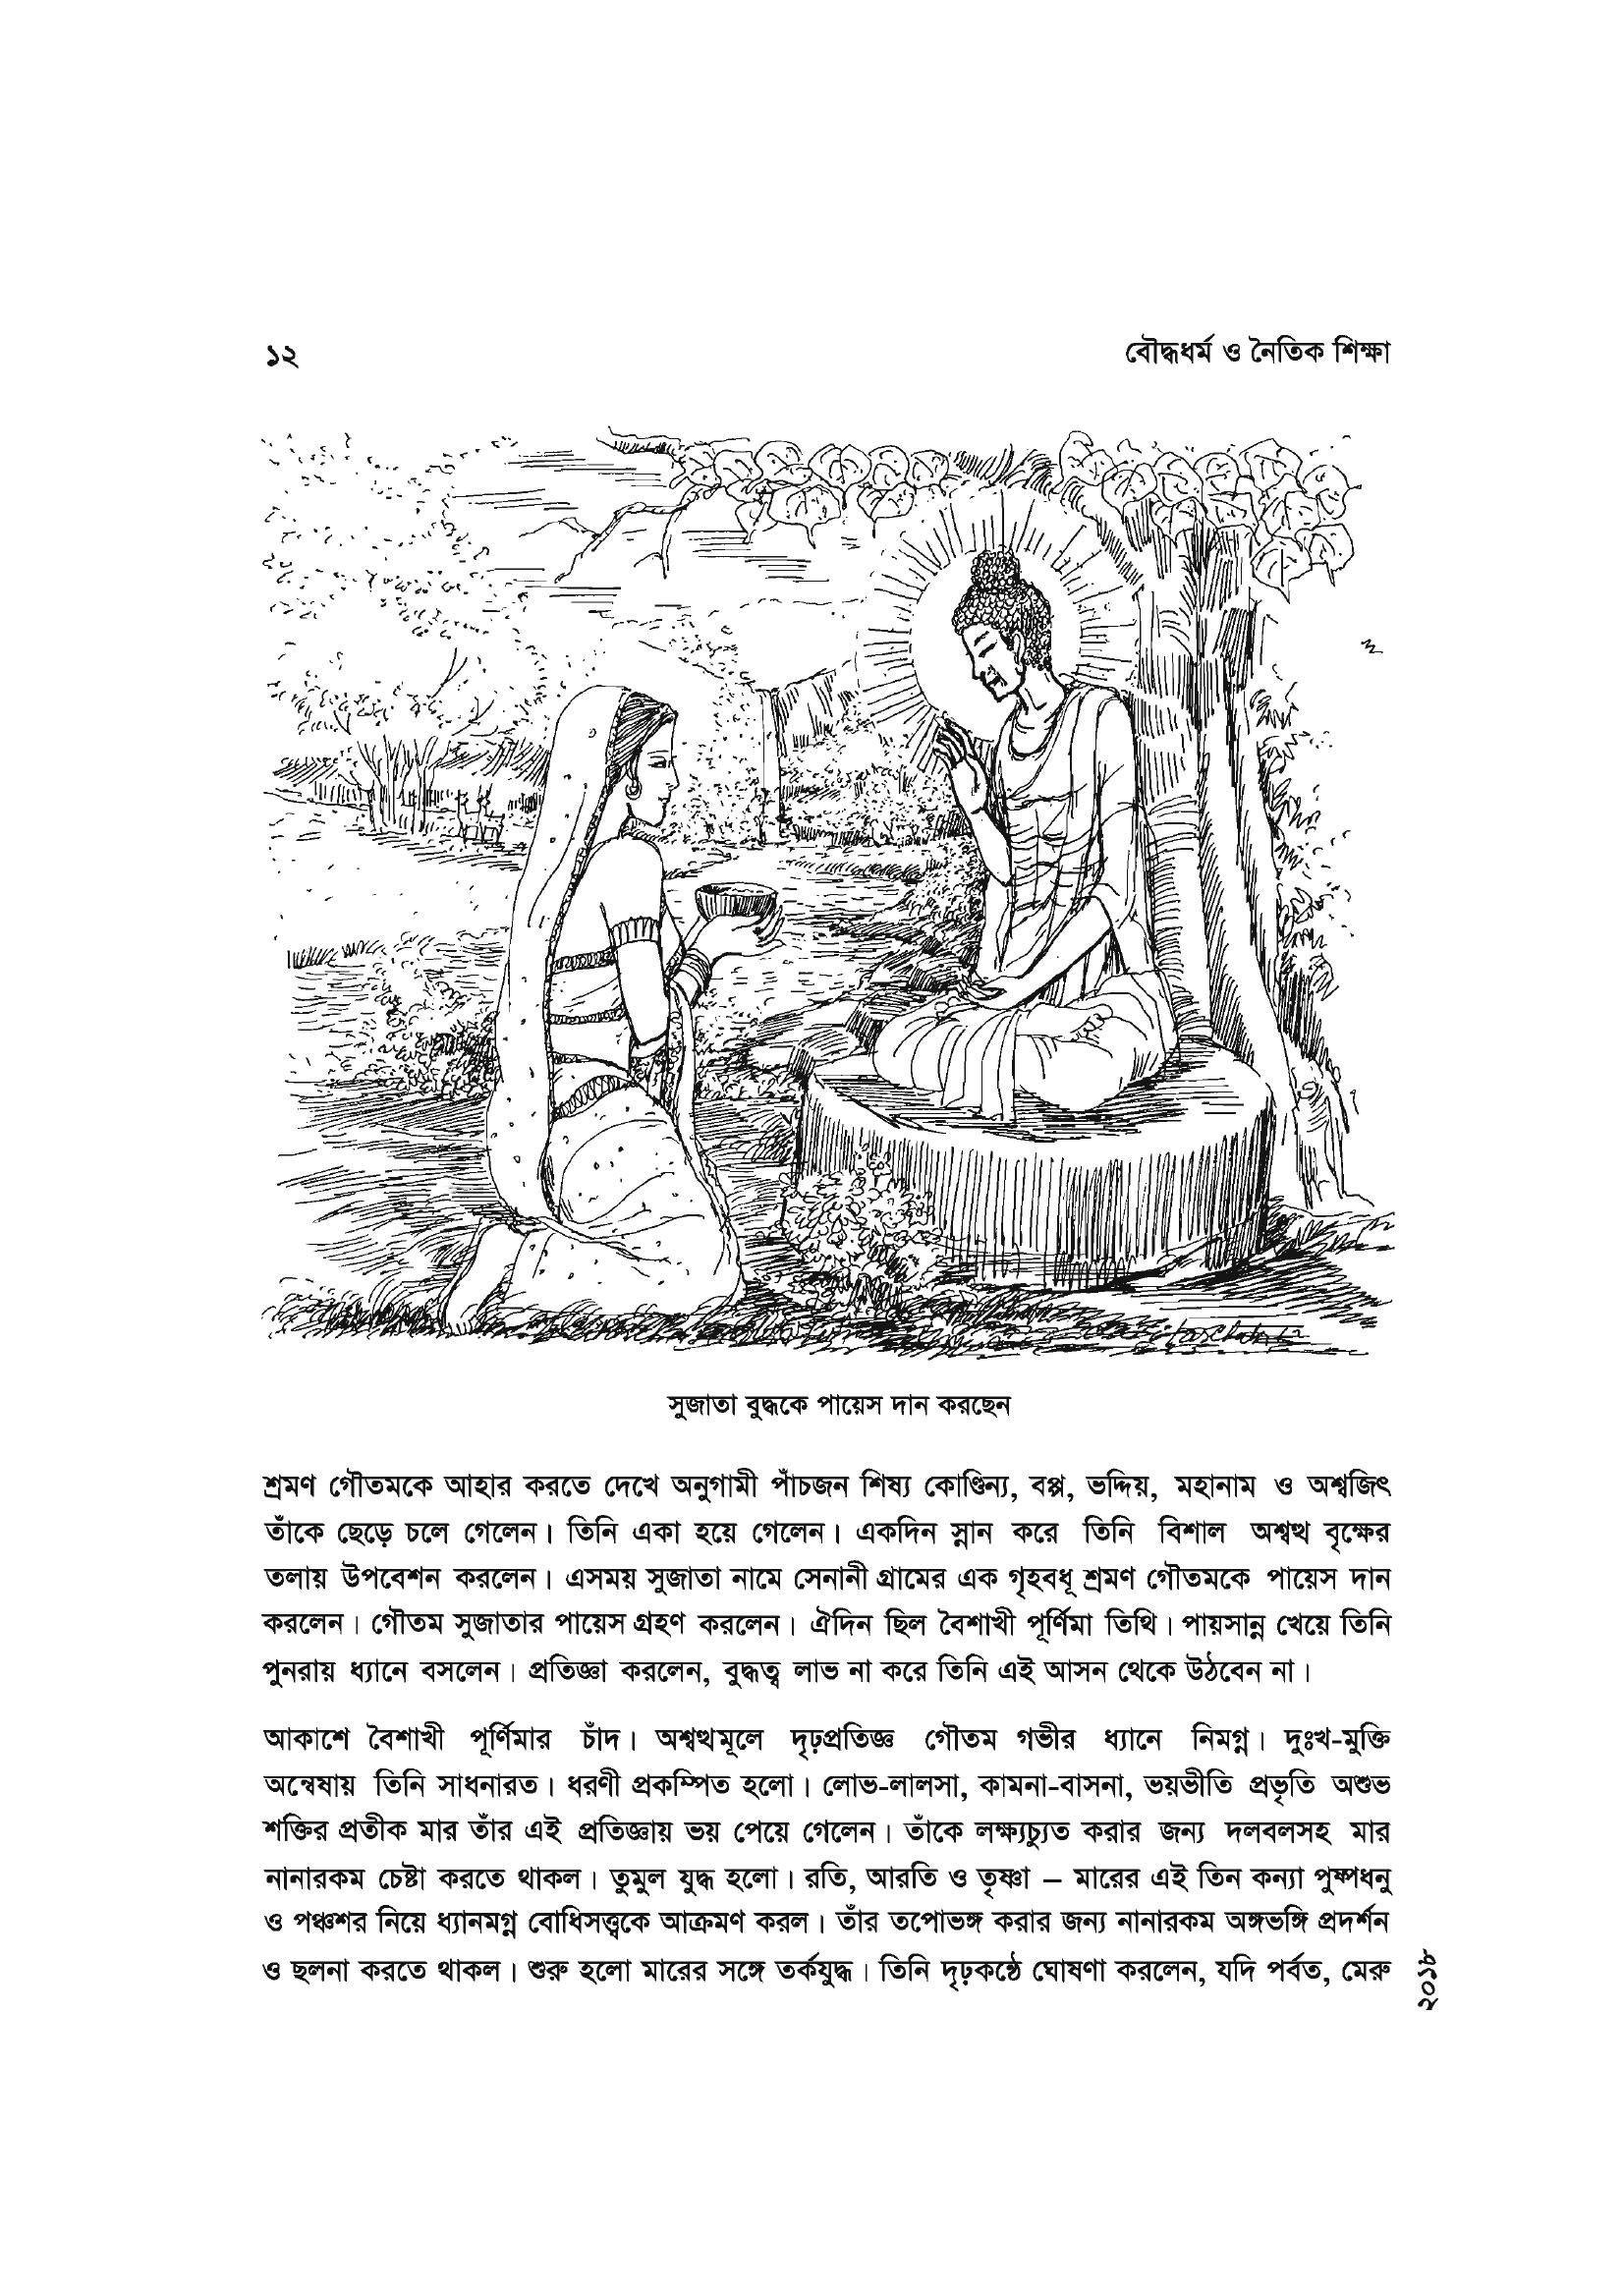 ১২
বৌদ্ধধর্ম ও নৈতিক শিক্ষা
সুজাতা বুদ্ধকে পায়েস দান করছেন
শ্রমণ গৌতমকে আহার করতে দেখে অনুগামী পাঁচজন শিষ্য কোণ্ডিন্য, বপ্প, ভদ্দিয়, মহানাম ও অশ্বজিৎ
তাঁকে ছেড়ে চলে গেলেন। তিনি একা হয়ে গেলেন। একদিন স্নান করে তিনি বিশাল অশ্বত্থ বৃক্ষের
তলায় উপবেশন করলেন। এসময় সুজাতা নামে সেনানী গ্রামের এক গৃহবধূ শ্রমণ গৌতমকে পায়েস দান
করলেন। গৌতম সুজাতার পায়েস গ্রহণ করলেন। ঐদিন ছিল বৈশাখী পূর্ণিমা তিথি। পায়সান্ন খেয়ে তিনি
পুনরায় ধ্যানে বসলেন। প্রতিজ্ঞা করলেন, বুদ্ধত্ব লাভ না করে তিনি এই আসন থেকে উঠবেন না।
আকাশে বৈশাখী পূর্ণিমার চাঁদ। অশ্বত্থমূলে দৃঢ়প্রতিজ্ঞ গৌতম গভীর ধ্যানে নিমগ্ন। দুঃখ-মুক্তি
অন্বেষায় তিনি সাধনারত। ধরণী প্রকম্পিত হলো। লোভ-লালসা, কামনা-বাসনা, ভয়ভীতি প্রভৃতি অশুভ
শক্তির প্রতীক মার তাঁর এই প্রতিজ্ঞায় ভয় পেয়ে গেলেন। তাঁকে লক্ষ্যচ্যুত করার জন্য দলবলসহ মার
নানারকম চেষ্টা করতে থাকল। তুমুল যুদ্ধ হলো। রতি, আরতি ও তৃষ্ণা – মারের এই তিন কন্যা পুষ্পধনু
ও পঞ্চশর নিয়ে ধ্যানমগ্ন বোধিসত্ত্বকে আক্রমণ করল। তাঁর তপোভঙ্গ করার জন্য নানারকম অঙ্গভঙ্গি প্রদর্শন
ও ছলনা করতে থাকল। শুরু হলো মারের সঙ্গে তর্কযুদ্ধ। তিনি দৃঢ়কণ্ঠে ঘোষণা করলেন, যদি পর্বত, মেরু
২০১৮